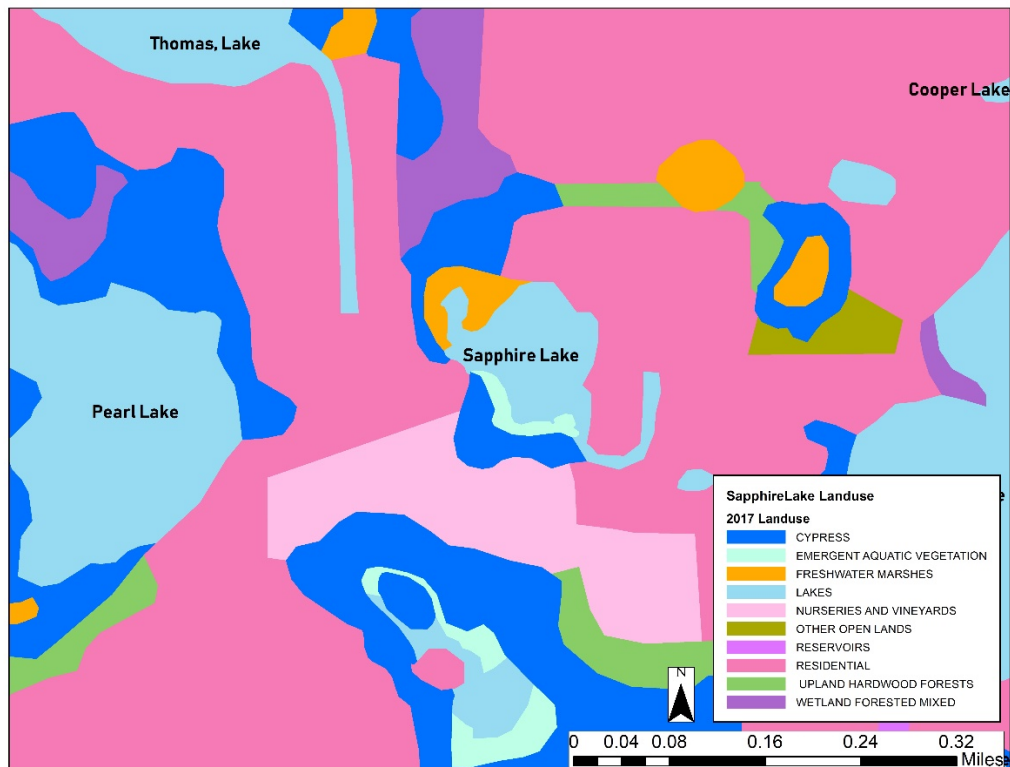 Thomas, Lake
Cooper Lake
Sapphire Lake
Pearl Lake
SapphireLake Landuse
2017 Landuse
CYPRESS
EMERGENT AQUATIC VEGETATION
FRESHWATER MARSHES
LAKES
NURSERIES AND VINEYARDS
OTHER OPEN LANDS
RESERVOIRS
RESIDENTIAL
UPLAND HARDWOOD FORESTS
WETLAND FORESTED MIXED
N
0 0.04 0.08 0.16 0.24 0.32
Miles